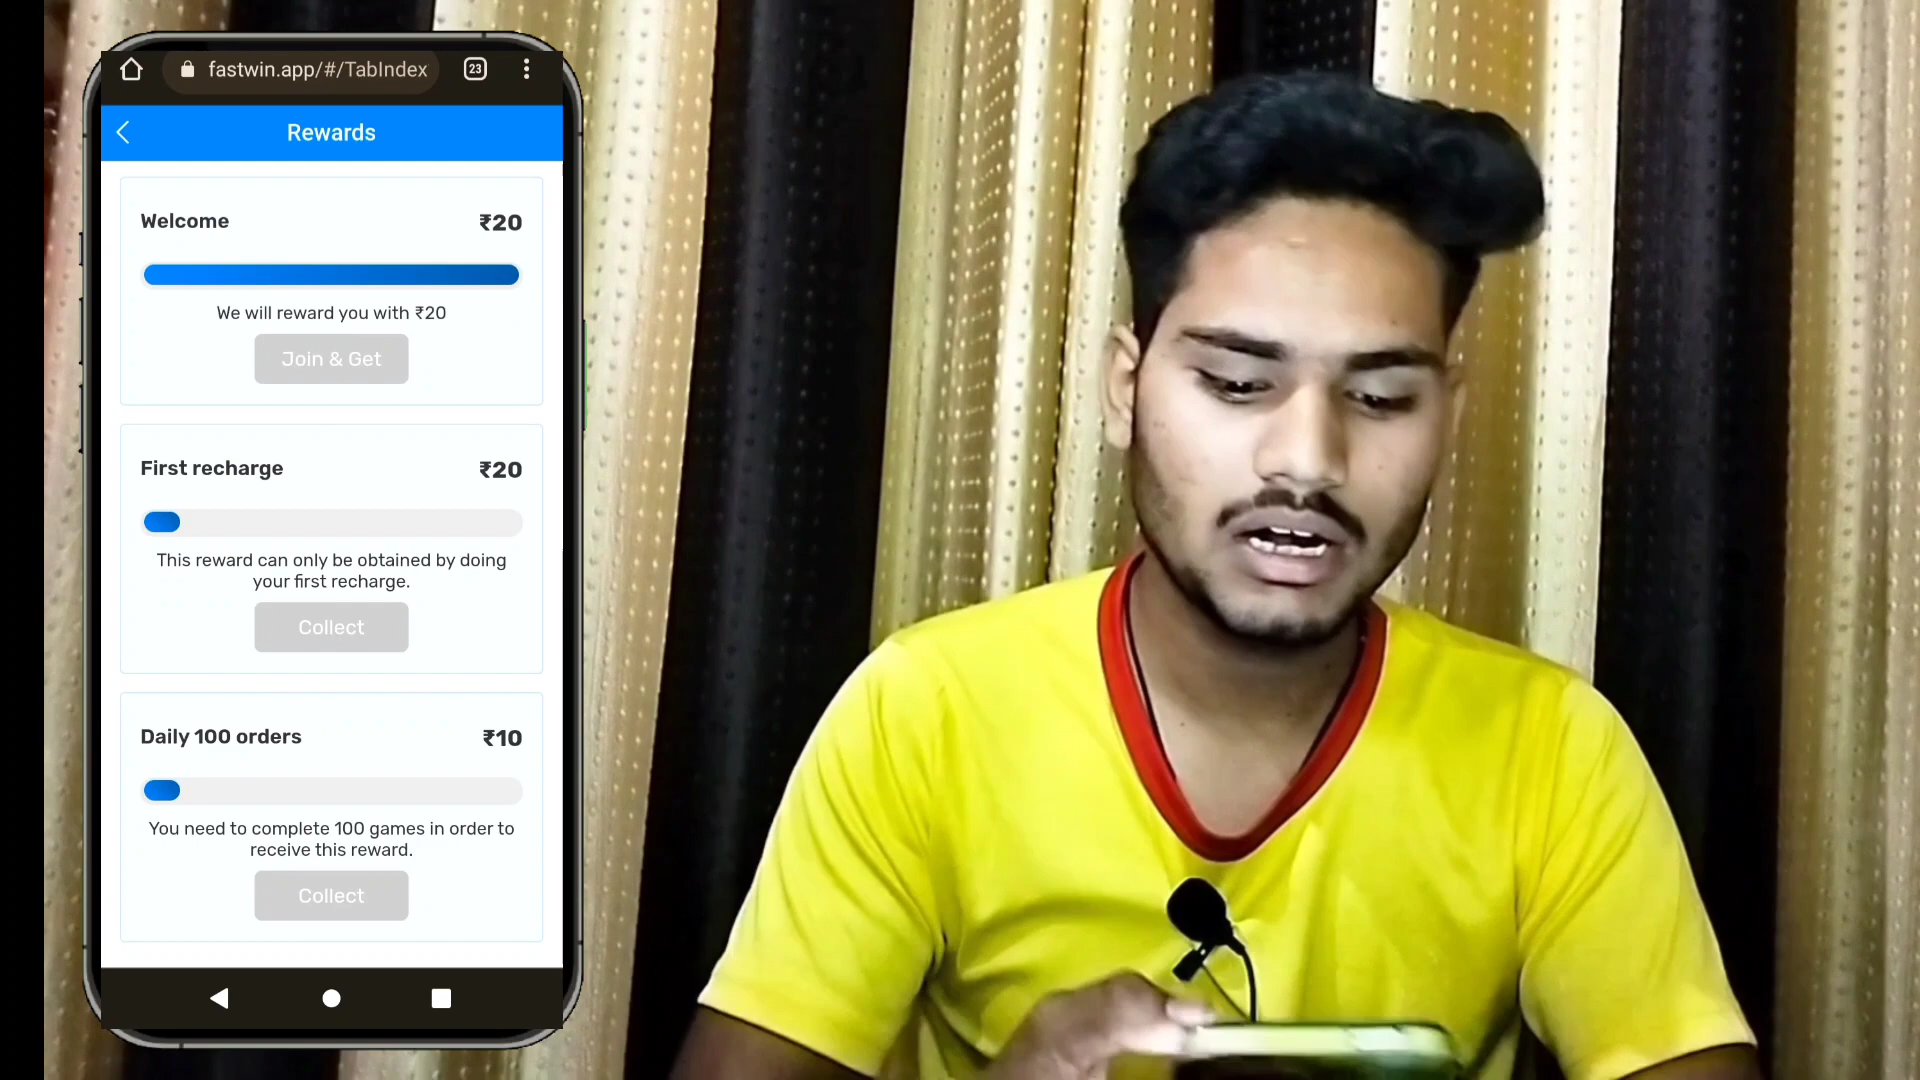 fastwin.app/#/TabIndex
23
Rewards
Welcome
₹20
We will reward you with ₹20
Join & Get
First recharge
₹20
This reward can only be obtained by doing
your first recharge.
Collect
Daily 100 orders
₹10
You need to complete 100 games in order to
receive this reward.
Collect